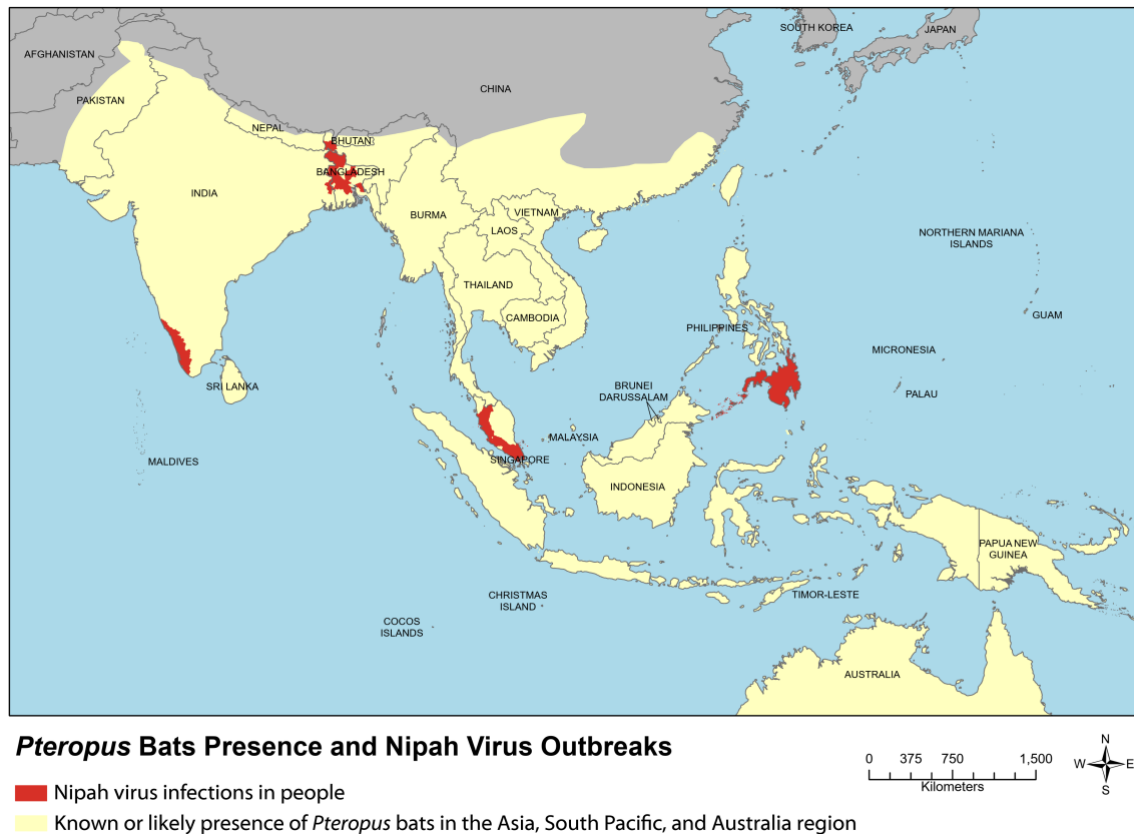 SOUTH KOREA
JAPAN
AFGHANISTAN
CHINA
PAKISTAN
NEPAL
BHUTAN
BANGLADESH
INDIA
BURMA
VIETNAM
LAOS
NORTHERN MARIANA
ISLANDS
THAILAND
CAMBODIA
GUAM
PHILIPPINES
MICRONESIA
SRI LANKA
BRUNEI
DARUSSALAM
PALAU
MALAYSIA
SINGAPORE
MALDIVES
INDONESIA
PAPUA NEW
GUINEA
CHRISTMAS
ISLAND
TIMOR-LESTE
COCOS
ISLANDS
AUSTRALIA
Pteropus Bats Presence and Nipah Virus Outbreaks
Nipah virus infections in people
Known or likely presence of Pteropus bats in the Asia, South Pacific, and Australia region
0 375 750 1,500
Kilometers
N
W E
S